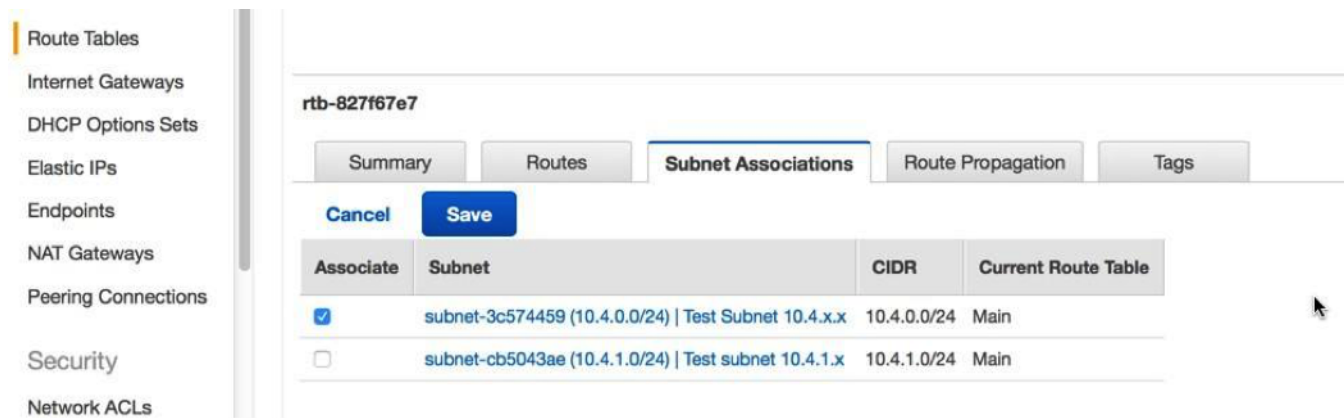 Route Tables
Internet Gateways
DHCP Options Sets
Elastic IPs
Endpoints
NAT Gateways
Peering Connections
Security
Network ACLs
rtb-827f67e7
Summary Routes Subnet Associations Route Propagation Tags
Cancel Save
Associate Subnet CIDR Current Route Table
subnet-3c574459 (10.4.0.0/24) | Test Subnet 10.4.x.x 10.4.0.0/24 Main
subnet-cb5043ae (10.4.1.0/24) | Test subnet 10.4.1.x 10.4.1.0/24 Main